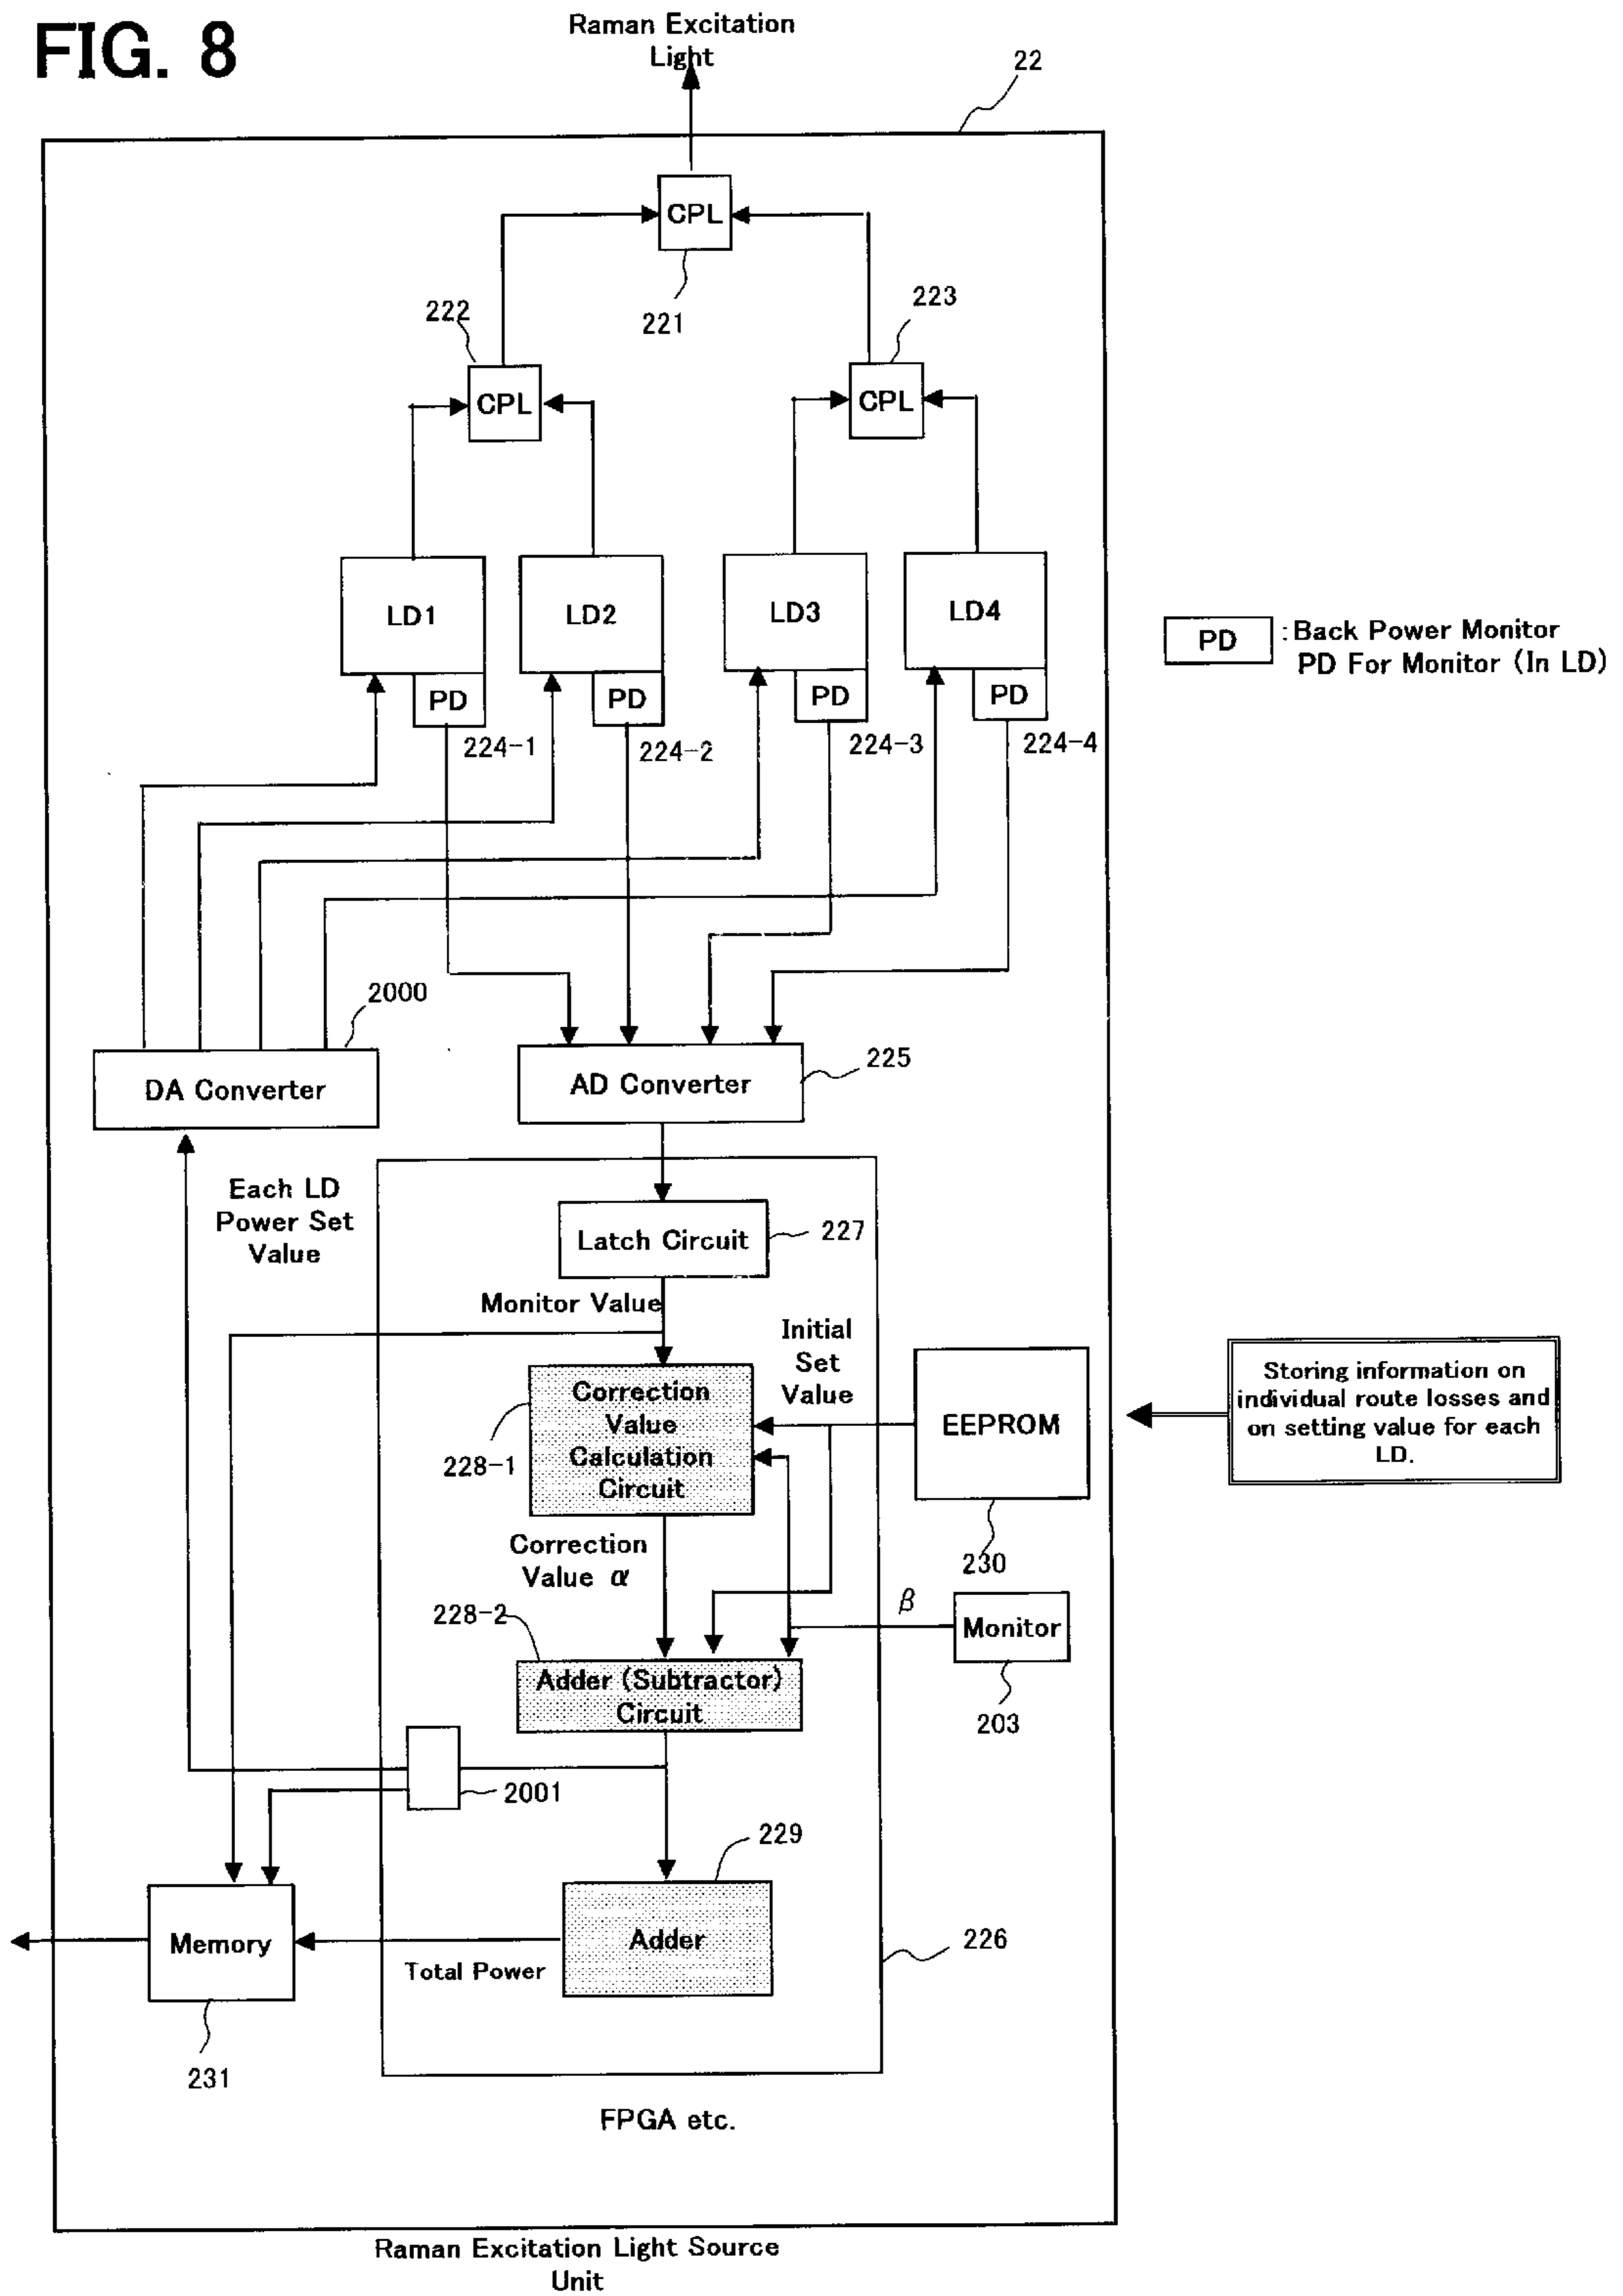 FIG. 8
Raman Excitation
Light
22
CPL
221
222
223
CPL
CPL
LD1
LD2
LD3
LD4
PD
PD
PD
PD
224-1
224-2
224-3
224-4
PD
:Back Power Monitor
PD For Monitor (In LD)
2000
DA Converter
AD Converter
225
Each LD
Power Set
Value
Latch Circuit
227
Monitor Value
Initial
Set
Value
Correction
Value
Calculation
Circuit
228-1
EEPROM
230
Storing information on
individual route losses and
on setting value for each
LD.
Correction
Value α
β
Monitor
203
228-2
Adder (Subtractor)
Circuit
2001
229
Adder
Memory
Total Power
226
231
FPGA etc.
Raman Excitation Light Source
Unit